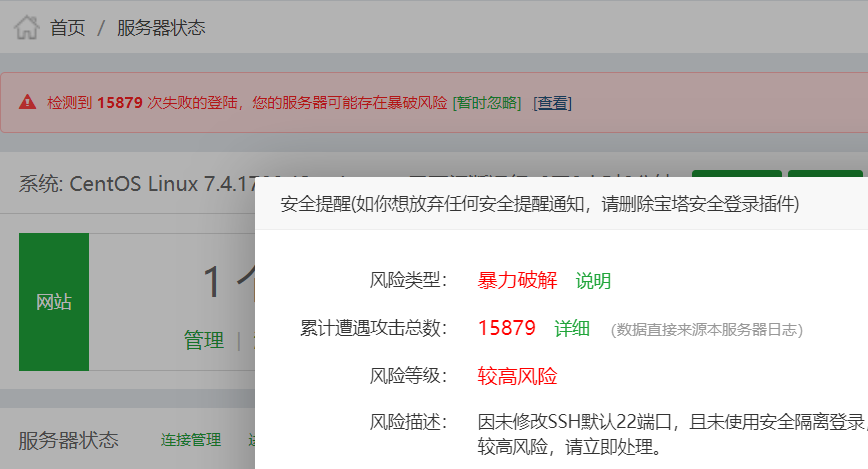 首页 / 服务器状态
检测到 15879 次失败的登陆，您的服务器可能存在暴破风险 [暂时忽略] [查看]
系统: CentOS Linux 7.4.17
安全提醒(如你想放弃任何安全提醒通知，请删除宝塔安全登录插件)
网站
1 个
管理 |
风险类型： 暴力破解 说明
累计遭遇攻击总数： 15879 详细 (数据直接来源本服务器日志)
风险等级： 较高风险
风险描述： 因未修改SSH默认22端口，且未使用安全隔离登录，
较高风险，请立即处理。
服务器状态 连接管理